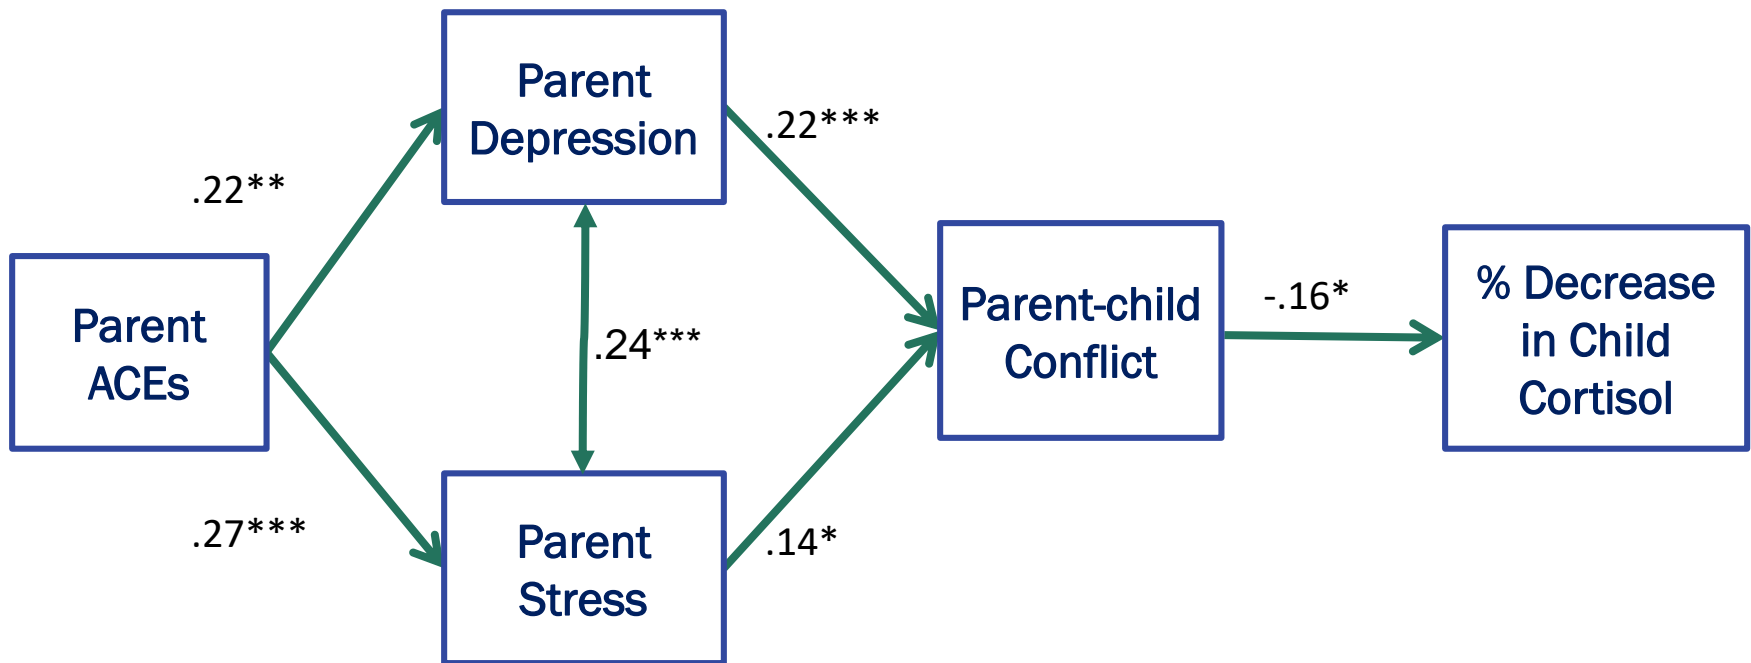 Parent
Depression
.22***
.22**
Parent
ACEs
.24***
Parent-child
Conflict
-.16*
% Decrease
in Child
Cortisol
.27***
Parent
Stress
.14*